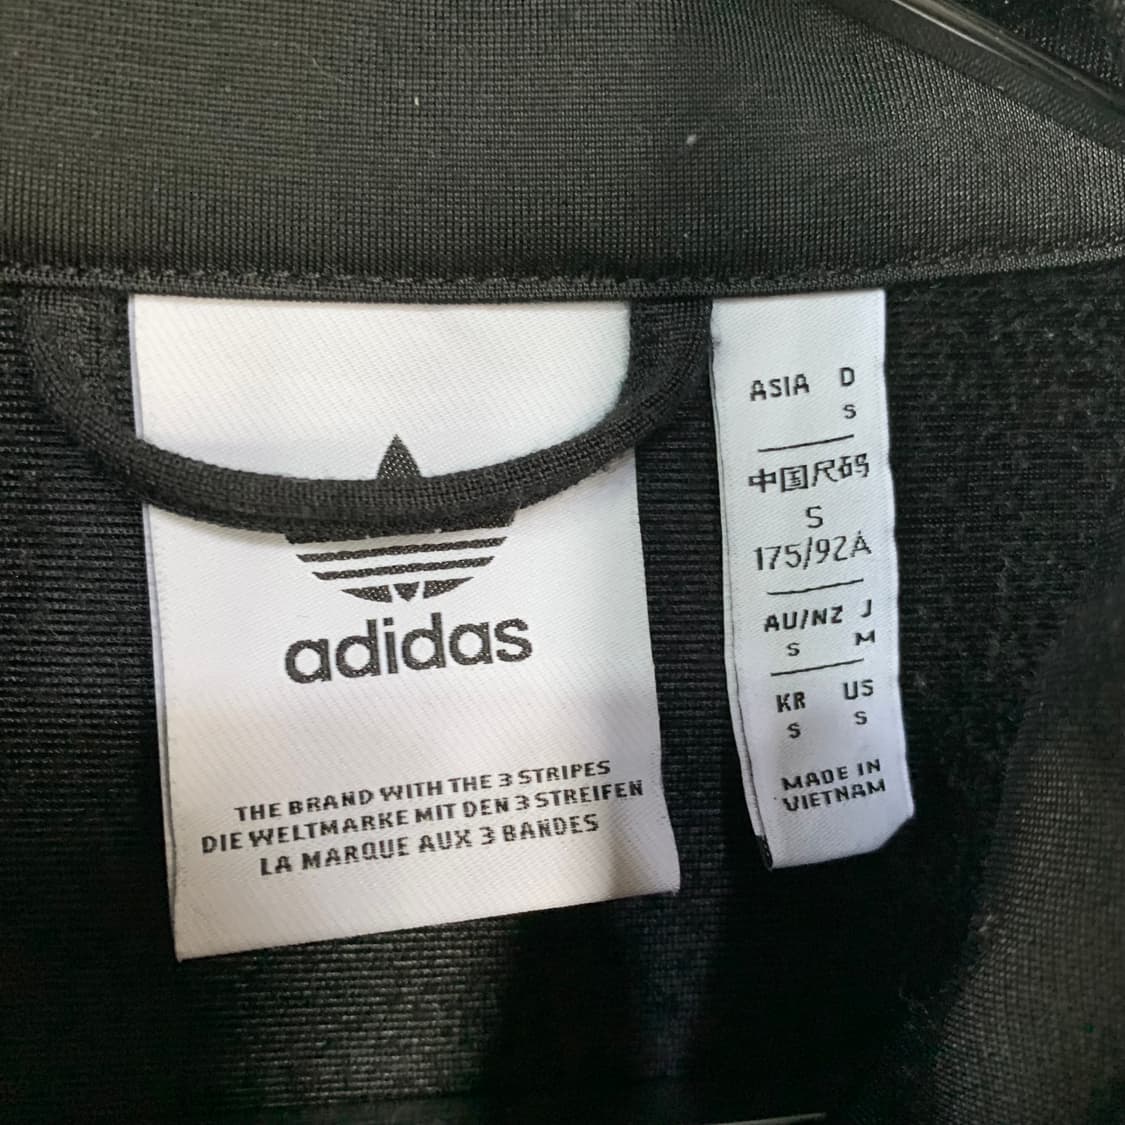 adidas
THE BRAND WITH THE 3 STRIPES
DIE WELTMARKE MIT DEN 3 STREIFEN
LA MARQUE AUX 3 BANDES
ASIA D
S
中国尺码
S
175/92A
AU/NZ J
S M
KR US
S S
MADE IN
VIETNAM